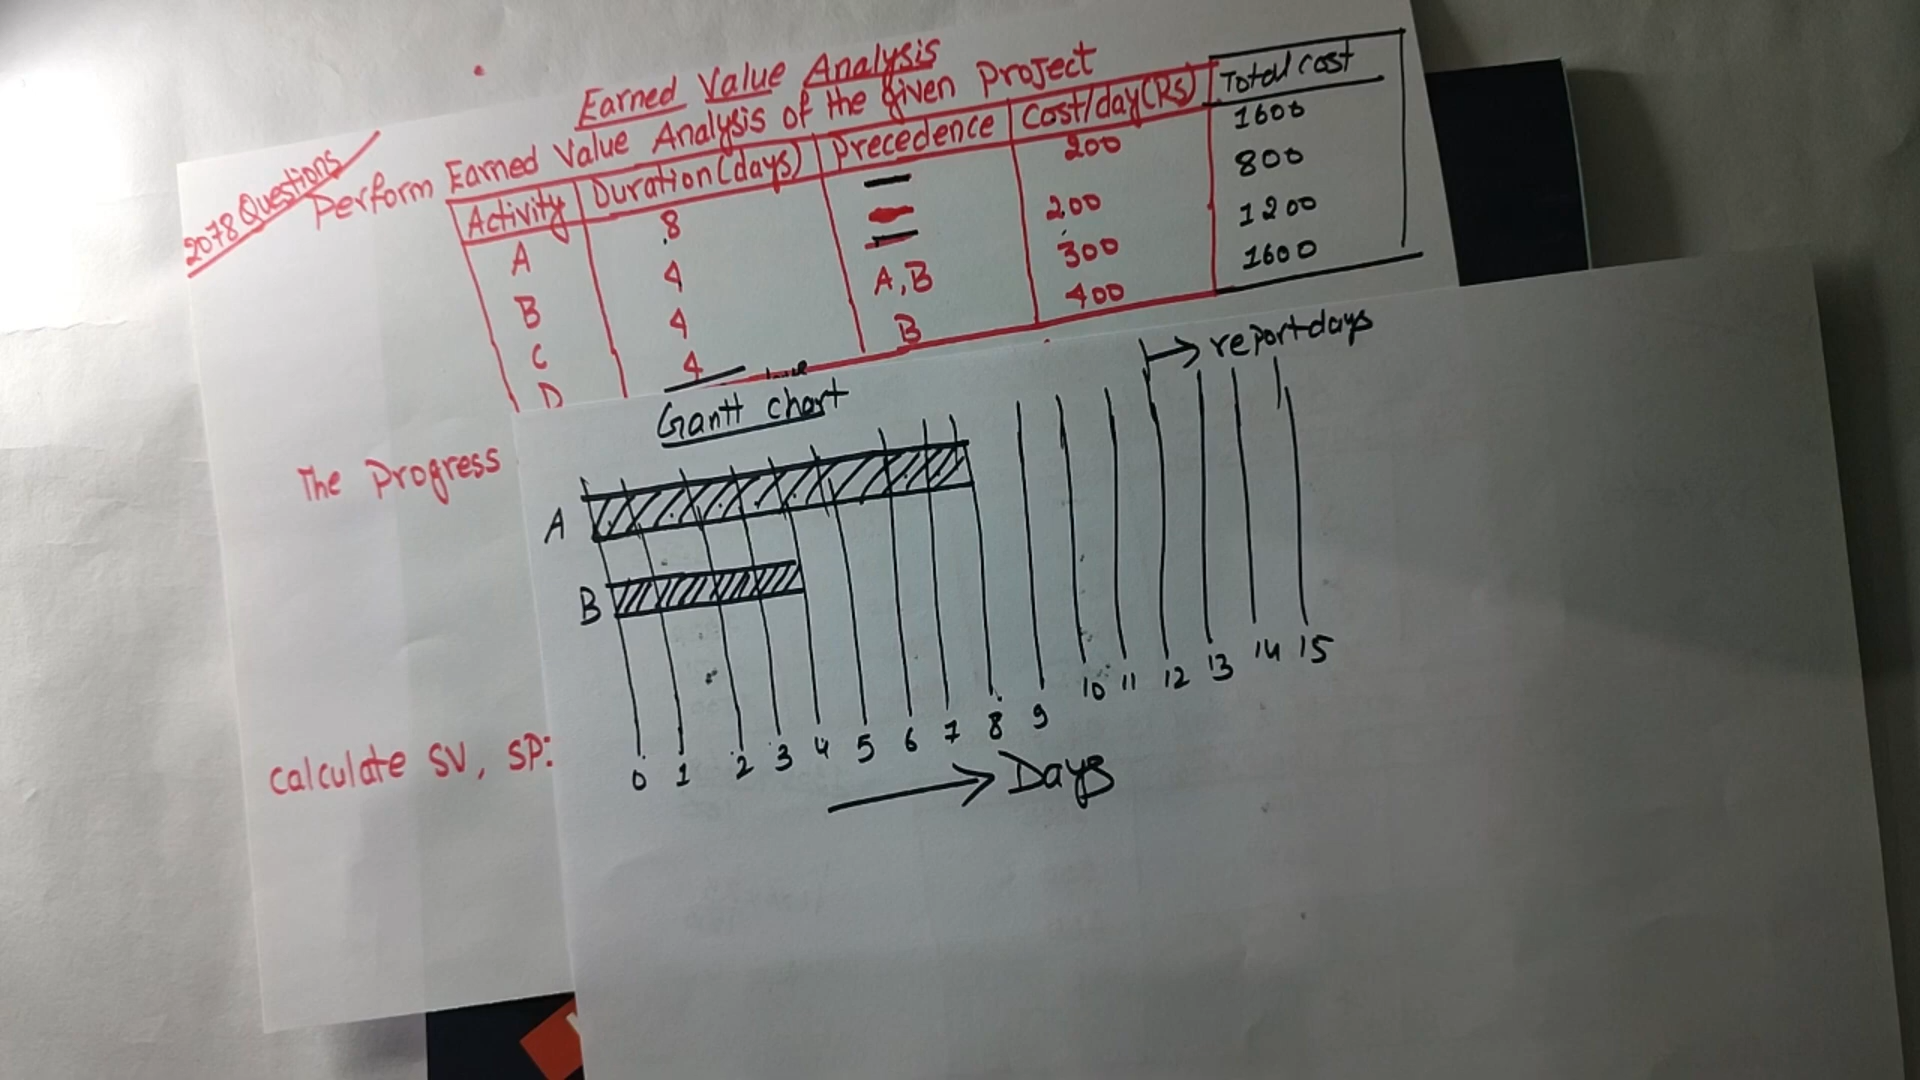 Earned Value Analysis
2078 Questions
Perform Earned Value Analysis of the given project
Activity Duration(days) Precedence Cost/day(Rs) Total cost
A 8 — 200 1600
B 4 — 200 800
C 4 A,B 300 1200
D 4 B 400 1600
The Progress
Calculate SV, SP:
Gantt chart
→ reportdays
A
B
0 1 2 3 4 5 6 7 8 9 10 11 12 13 14 15
→ Days